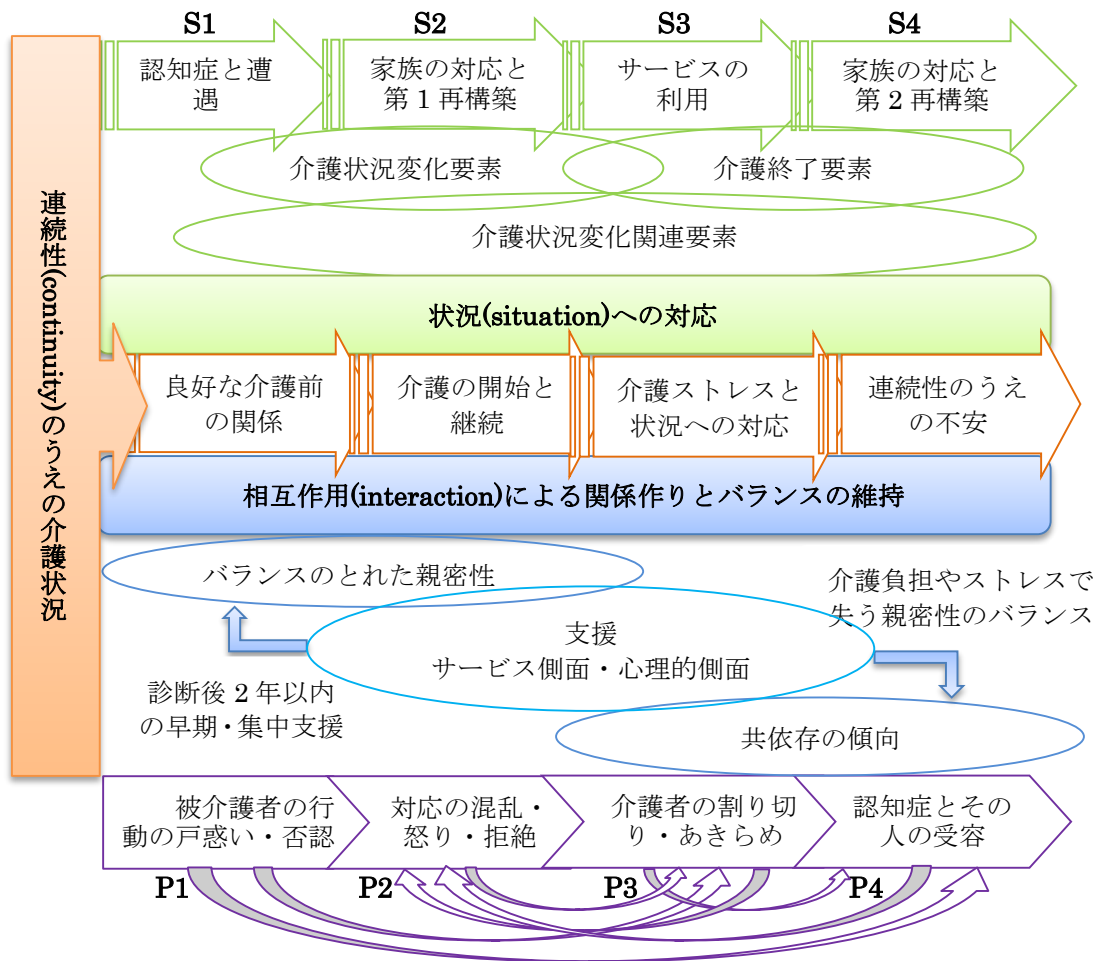 S1
S2
S3
S4
認知症と遭
遇
家族の対応と
第1再構築
サービスの
利用
家族の対応と
第2再構築
介護状況変化要素
介護終了要素
介護状況変化関連要素
連続性(continuity)のうえの介護状況
状況(situation)への対応
良好な介護前
の関係
介護の開始と
継続
介護ストレスと
状況への対応
連続性のうえ
の不安
相互作用(interaction)による関係作りとバランスの維持
バランスのとれた親密性
介護負担やストレスで
失う親密性のバランス
支援
サービス側面・心理的側面
診断後2年以内
の早期・集中支援
共依存の傾向
被介護者の行
動の戸惑い・否認
対応の混乱・
怒り・拒絶
介護者の割り切
り・あきらめ
認知症とその
人の受容
P1
P2
P3
P4